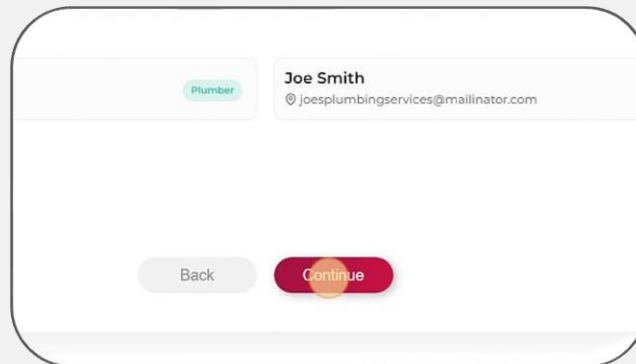 Plumber
Joe Smith
joesplumbingservices@mailinator.com
Back
Continue